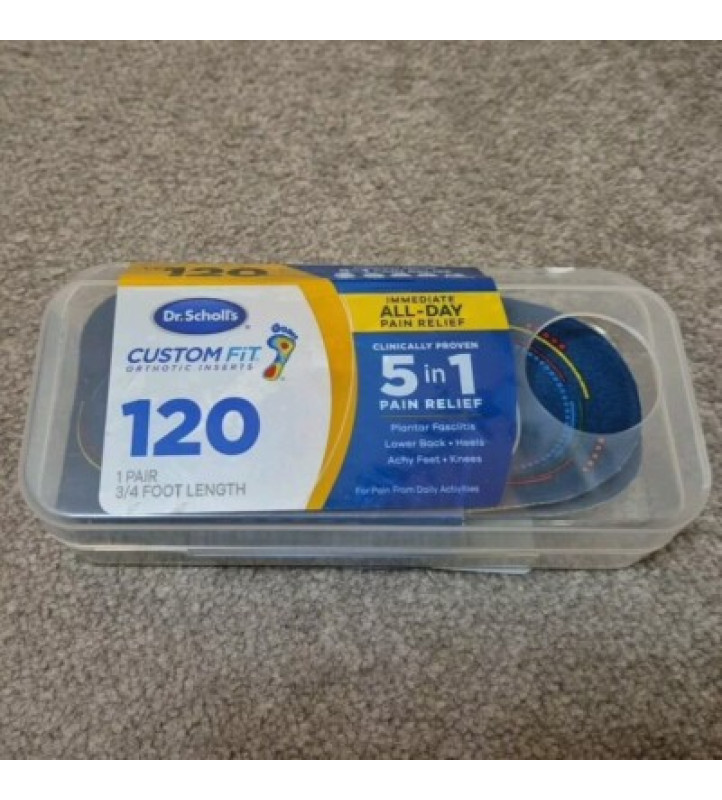 120
Dr. Scholl's
CUSTOM FiT
ORTHOTIC INSERTS
120
1 PAIR
3/4 FOOT LENGTH
IMMEDIATE
ALL-DAY
PAIN RELIEF
CLINICALLY PROVEN
5 in 1
PAIN RELIEF
Plantar Fasciitis
Lower Back • Heels
Achy Feet • Knees
For Pain From Daily Activities